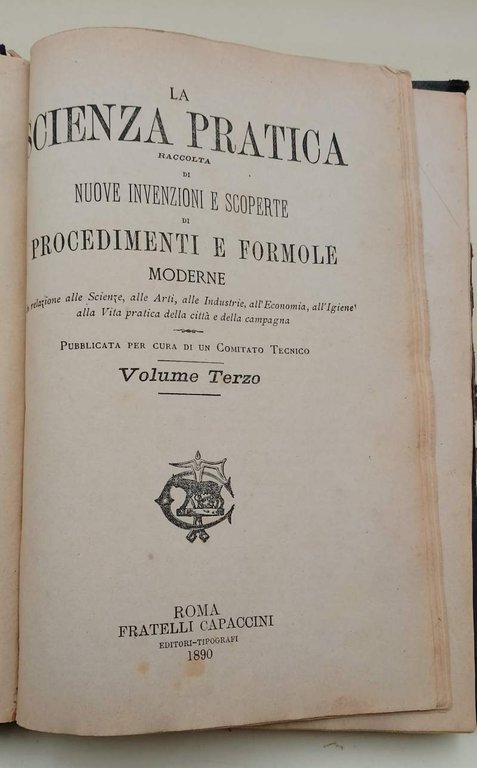 LA
SCIENZA PRATICA
RACCOLTA
DI
NUOVE INVENZIONI E SCOPERTE
DI
PROCEDIMENTI E FORMOLE
MODERNE
relazione alle Scienze, alle Arti, alle Industrie, all'Economia, all'Igiene
alla Vita pratica della città e della campagna
PUBBLICATA PER CURA DI UN COMITATO TECNICO
Volume Terzo
ROMA
FRATELLI CAPACCINI
EDITORI-TIPOGRAFI
1890